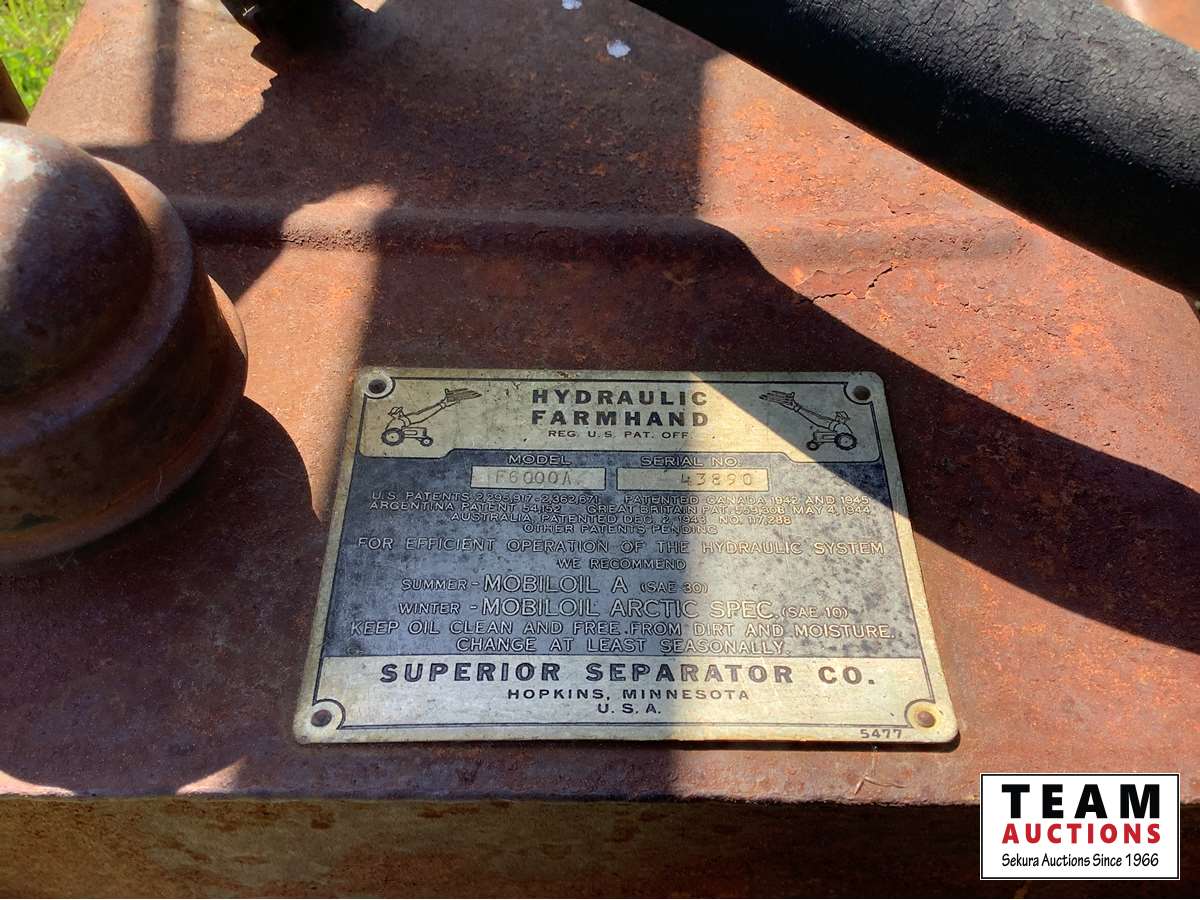 HYDRAULIC
FARMHAND
REG. U. S. PAT. OFF.
MODEL SERIAL NO.
F6000A 43890
U.S. PATENTS 2,295,917-2,362,671 PATENTED CANADA 1942 AND 1945
ARGENTINA PATENT 54,152 GREAT BRITAIN PAT. 559,308 MAY 4, 1944
AUSTRALIA, PATENTED DEC. 2, 1943 NO. 117,288
OTHER PATENTS PENDING
FOR EFFICIENT OPERATION OF THE HYDRAULIC SYSTEM
WE RECOMMEND
SUMMER - MOBILOIL A (SAE 30)
WINTER - MOBILOIL ARCTIC SPEC. (SAE 10)
KEEP OIL CLEAN AND FREE FROM DIRT AND MOISTURE.
CHANGE AT LEAST SEASONALLY.
SUPERIOR SEPARATOR CO.
HOPKINS, MINNESOTA
U. S. A.
5477
TEAM
AUCTIONS
Sekura Auctions Since 1966